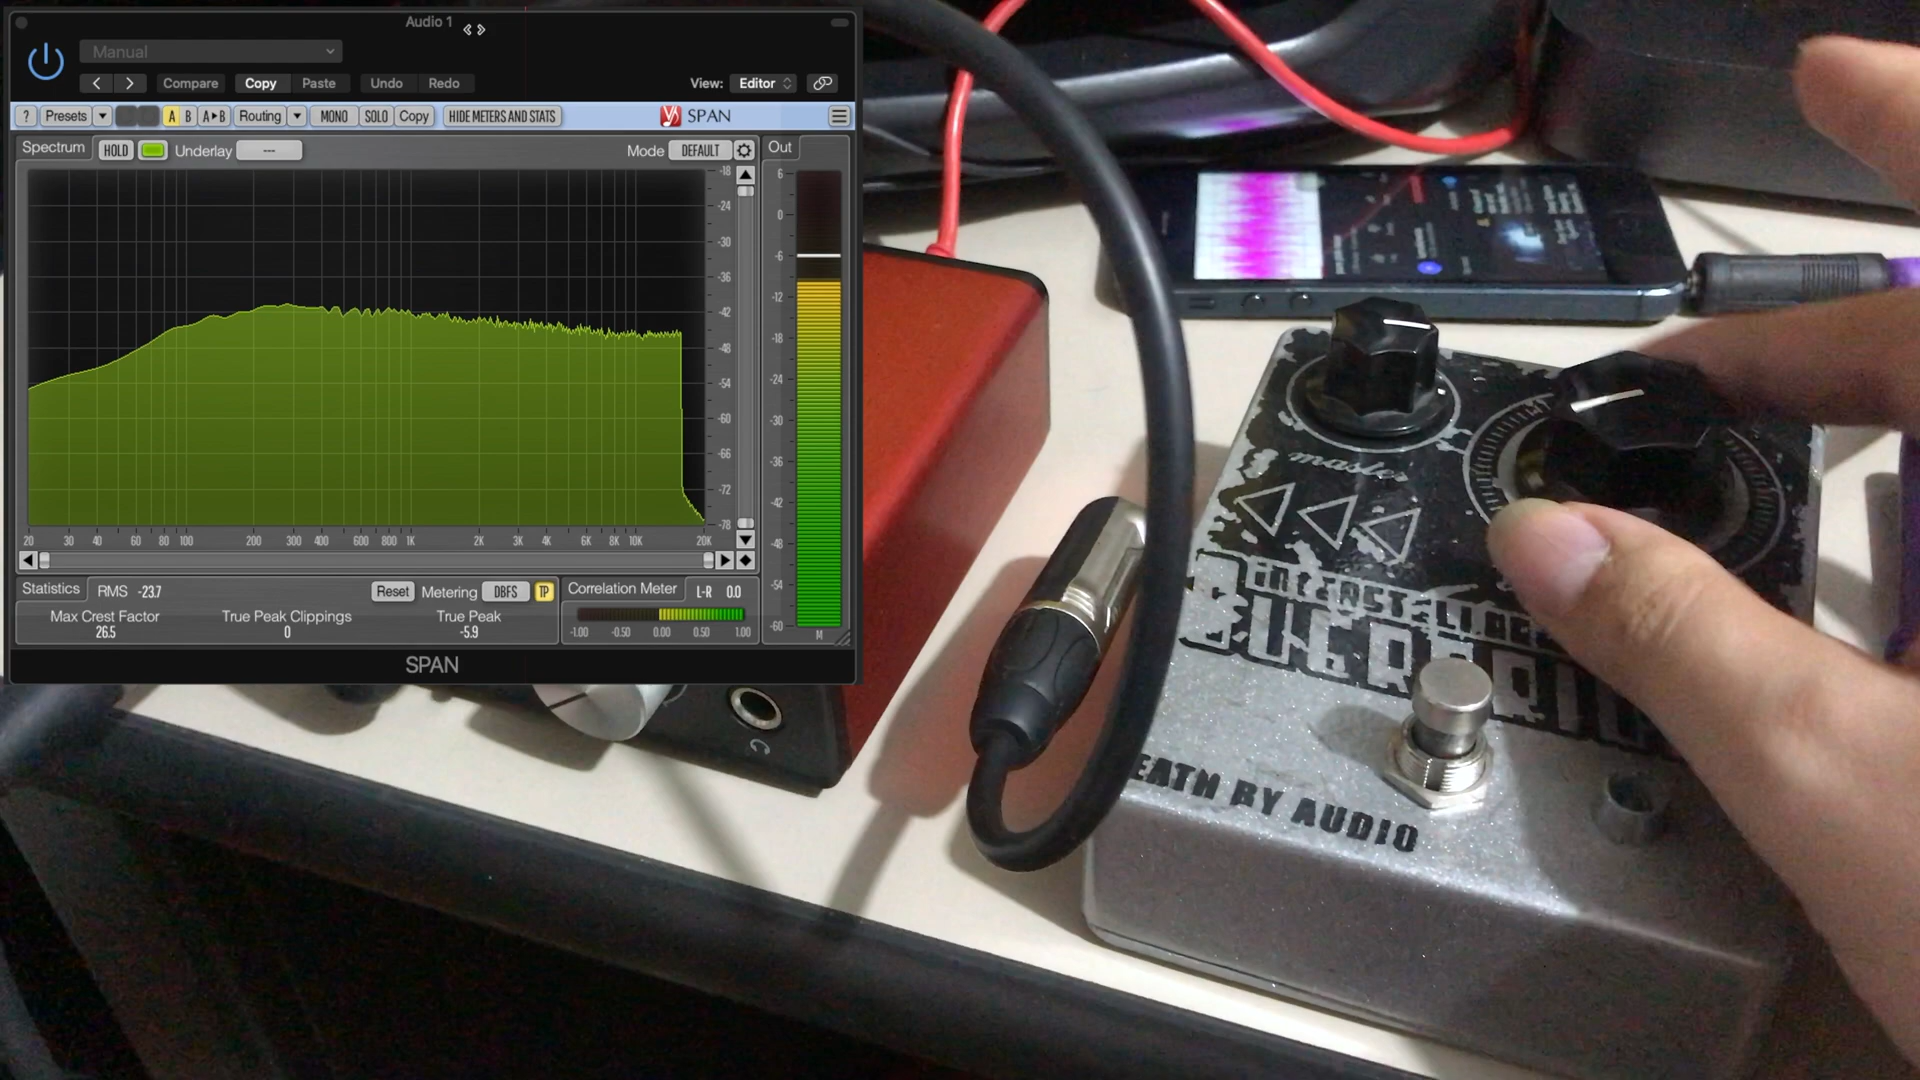 Audio 1
Manual
Compare Copy Paste Undo Redo View: Editor
? Presets A B A▸B Routing MONO SOLO Copy HIDE METERS AND STATS SPAN
Spectrum HOLD Underlay --- Mode DEFAULT Out
-18 -24 -30 -36 -42 -48 -54 -60 -66 -72 -78
6 0 -6 -12 -18 -24 -30 -36 -42 -48 -54 -60
20 30 40 60 80 100 200 300 400 600 800 1K 2K 3K 4K 6K 8K 10K 20K
M
Statistics RMS -23.7 Reset Metering DBFS TP Correlation Meter L-R 0.0
Max Crest Factor True Peak Clippings True Peak
26.5 0 -5.9
-1.00 -0.50 0.00 0.50 1.00
SPAN
master
EATH BY AUDIO